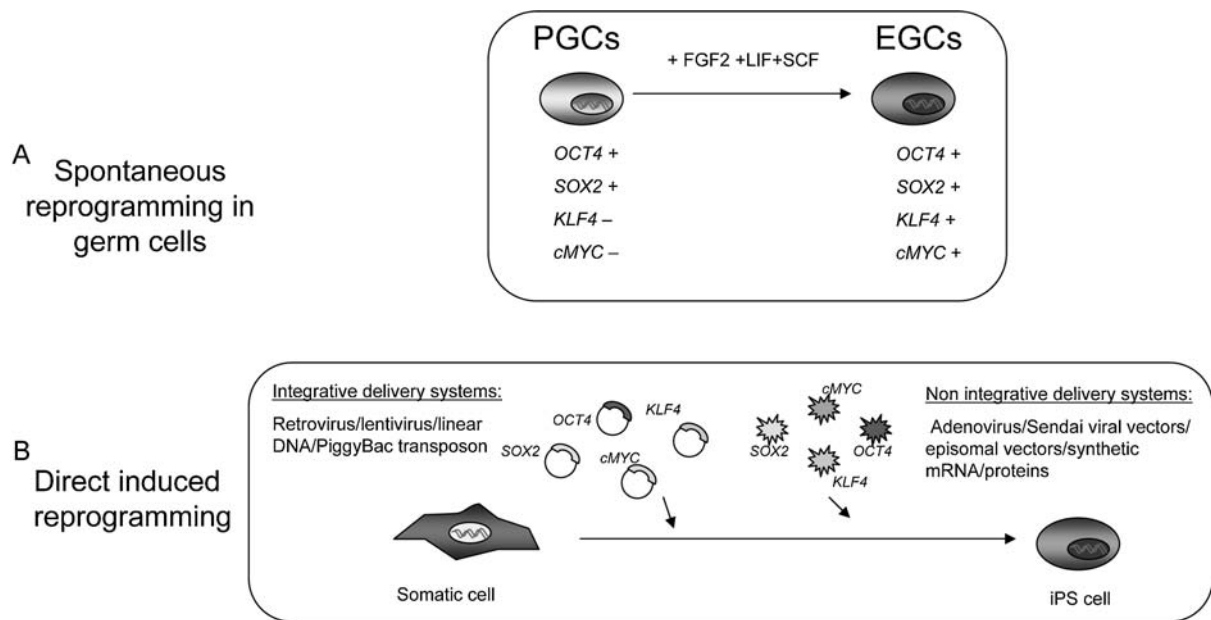 PGCs
EGCs
+ FGF2 +LIF+SCF
A
Spontaneous
reprogramming in
germ cells
OCT4 +
SOX2 +
KLF4 –
cMYC –
OCT4 +
SOX2 +
KLF4 +
cMYC +
B
Direct induced
reprogramming
Integrative delivery systems:
Retrovirus/lentivirus/linear
DNA/PiggyBac transposon
OCT4
KLF4
SOX2
cMYC
cMYC
SOX2
OCT4
KLF4
Non integrative delivery systems:
Adenovirus/Sendai viral vectors/
episomal vectors/synthetic
mRNA/proteins
Somatic cell
iPS cell